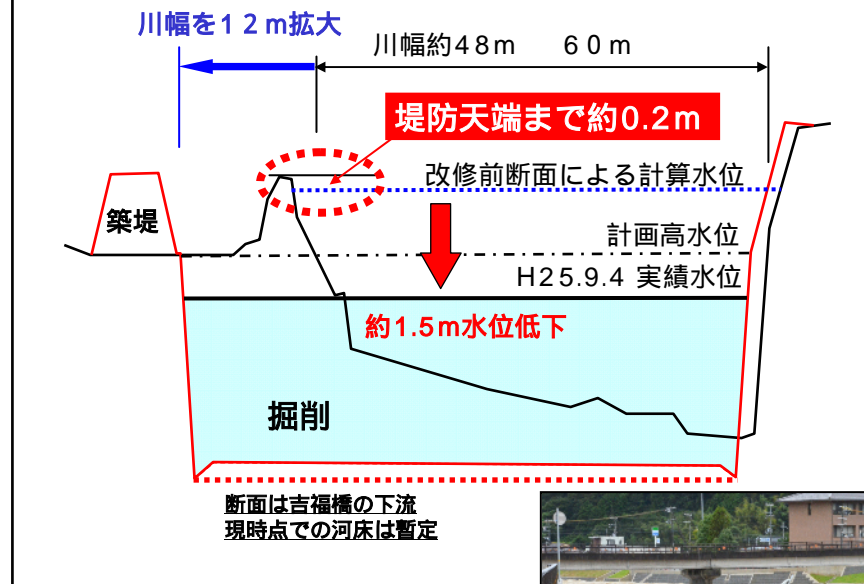 川幅を12m拡大
川幅約48m 60m
堤防天端まで約0.2m
改修前断面による計算水位
築堤
計画高水位
H25.9.4 実績水位
約1.5m水位低下
掘削
断面は吉福橋の下流
現時点での河床は暫定